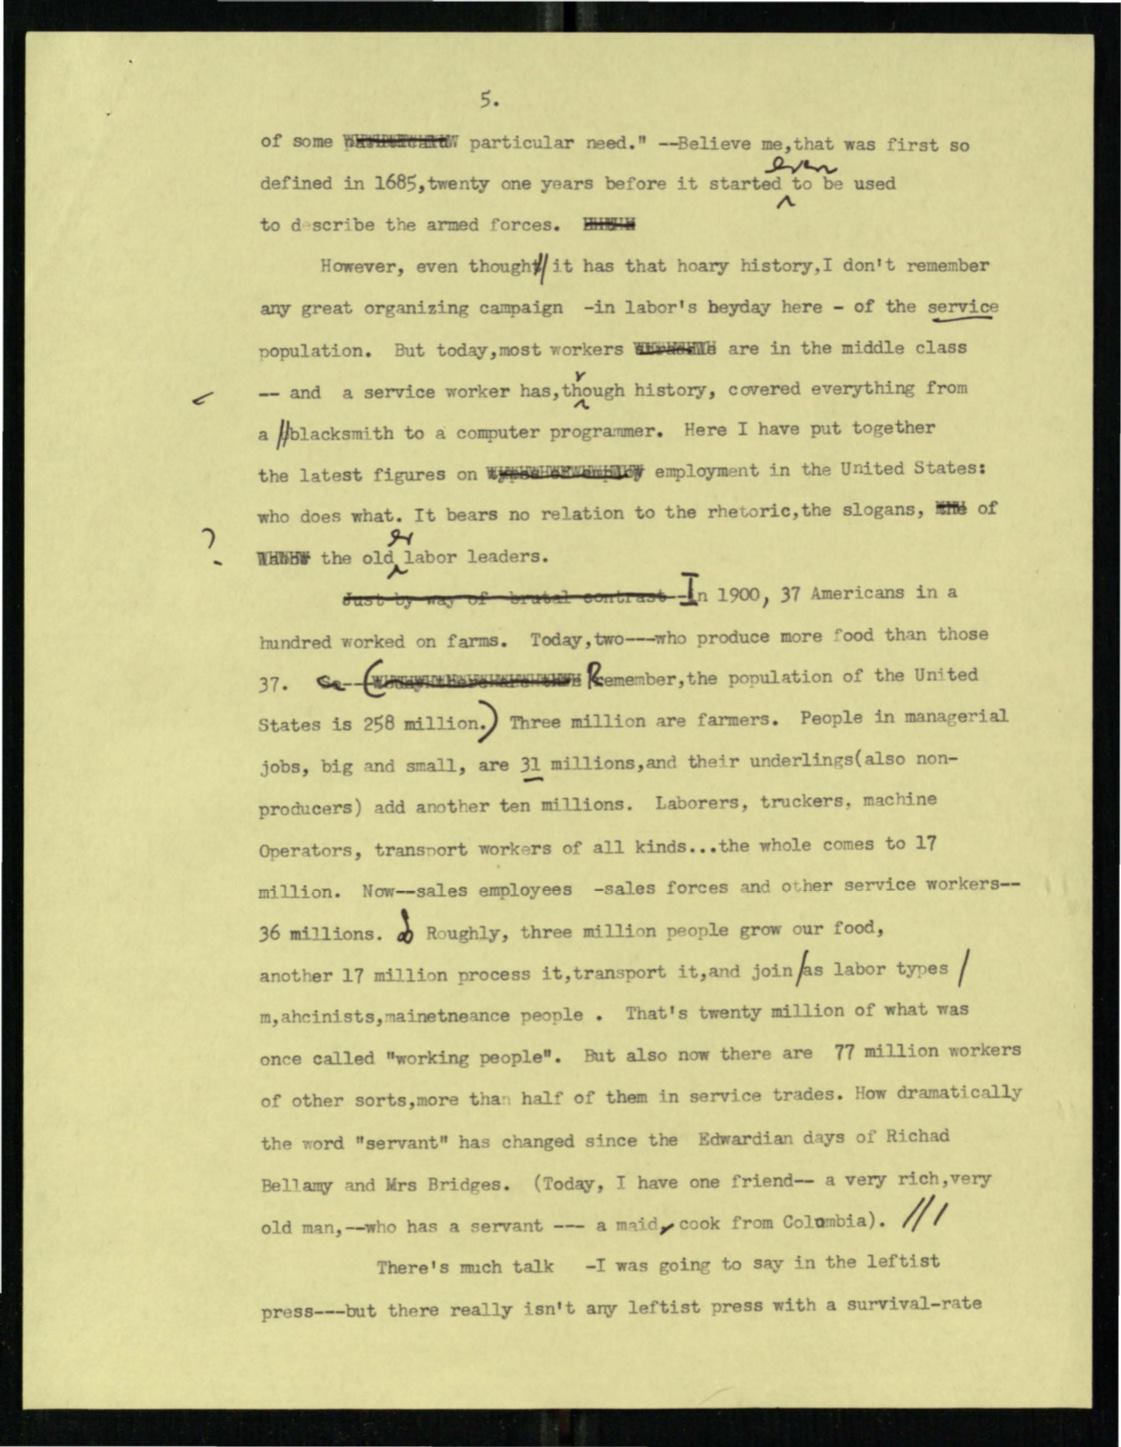 5.
of some particular need." --Believe me,that was first so
even
defined in 1685,twenty one years before it started to be used
to describe the armed forces.
However, even though it has that hoary history,I don't remember
any great organizing campaign -in labor's heyday here - of the service
population. But today,most workers are in the middle class
-- and a service worker has,though history, covered everything from
a //blacksmith to a computer programmer. Here I have put together
the latest figures on employment in the United States:
who does what. It bears no relation to the rhetoric,the slogans, of
er
? the old labor leaders.
Just by way of brutal contrast - In 1900, 37 Americans in a
hundred worked on farms. Today,two---who produce more food than those
37. So-- (Remember,the population of the United
States is 258 million.) Three million are farmers. People in managerial
jobs, big and small, are 31 millions,and their underlings(also non-
producers) add another ten millions. Laborers, truckers, machine
Operators, transport workers of all kinds...the whole comes to 17
million. Now--sales employees -sales forces and other service workers--
36 millions. Roughly, three million people grow our food,
another 17 million process it,transport it,and join/as labor types /
m,ahcinists,mainetneance people . That's twenty million of what was
once called "working people". But also now there are 77 million workers
of other sorts,more than half of them in service trades. How dramatically
the word "servant" has changed since the Edwardian days of Richad
Bellamy and Mrs Bridges. (Today, I have one friend-- a very rich,very
old man,--who has a servant --- a maid, cook from Colombia). ///
There's much talk -I was going to say in the leftist
press---but there really isn't any leftist press with a survival-rate